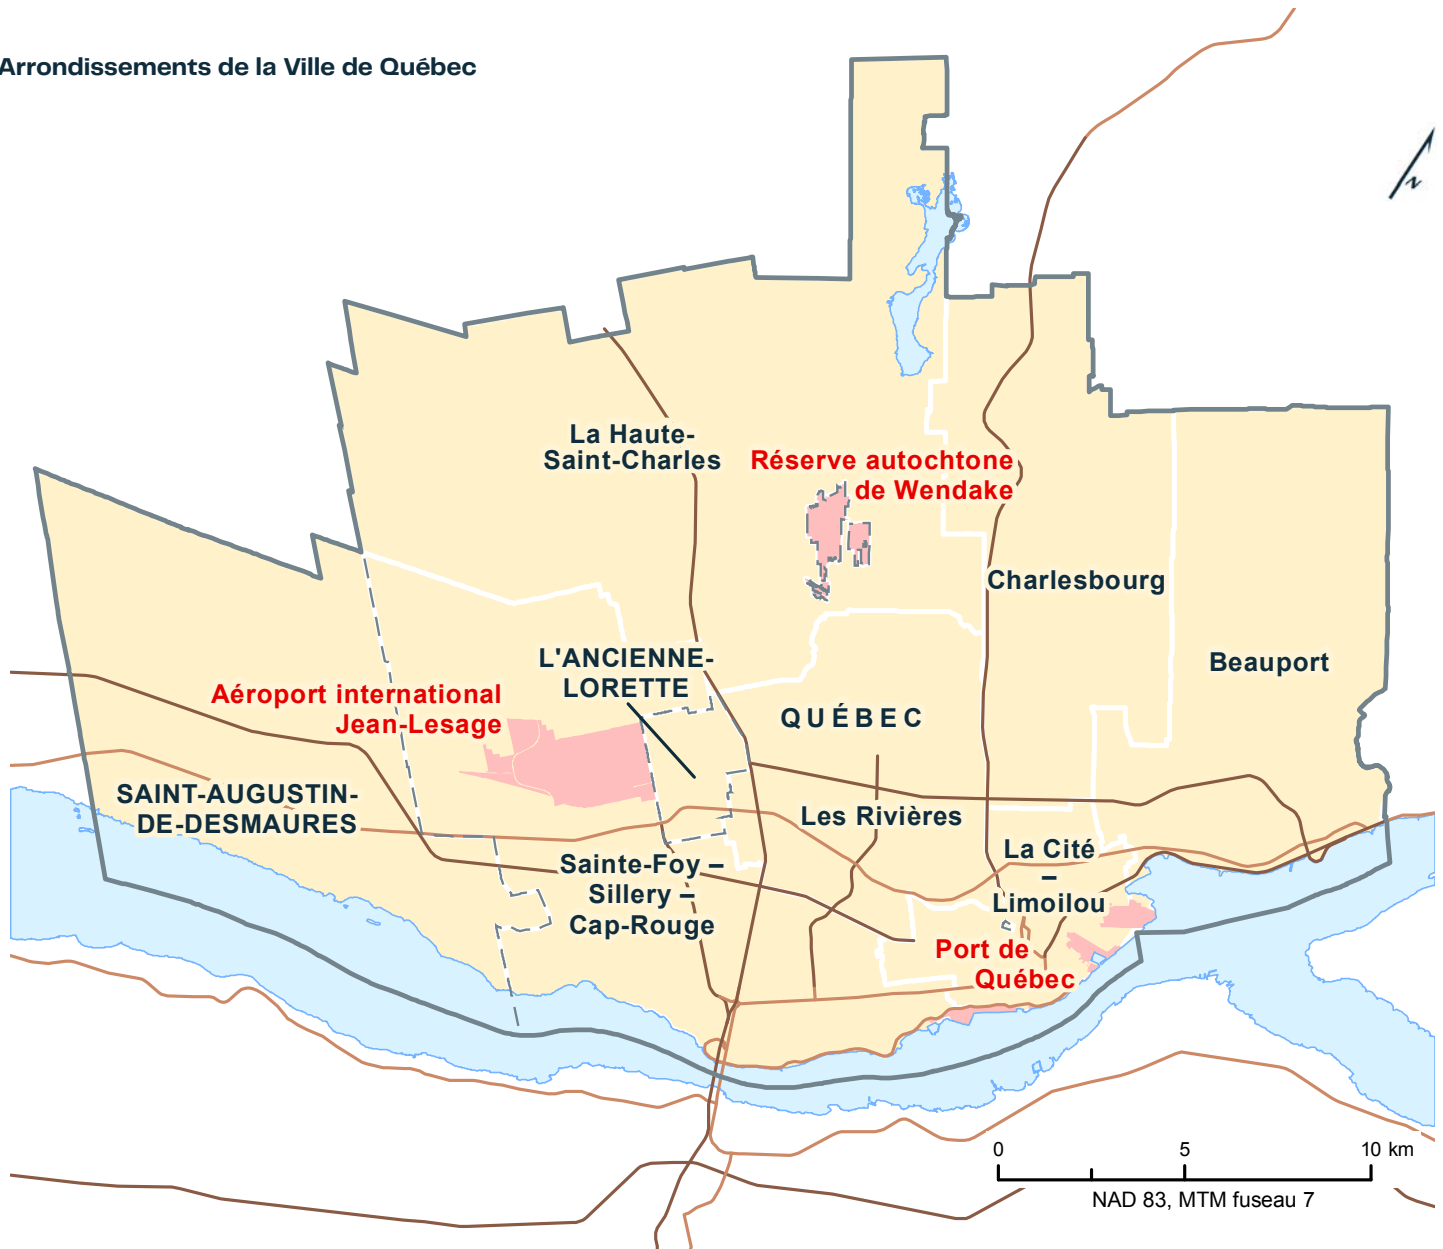 Arrondissements de la Ville de Québec
N
La Haute-
Saint-Charles
Réserve autochtone
de Wendake
Charlesbourg
L'ANCIENNE-
LORETTE
Beauport
Aéroport international
Jean-Lesage
QUÉBEC
SAINT-AUGUSTIN-
DE-DESMAURES
Les Rivières
Sainte-Foy –
Sillery –
Cap-Rouge
La Cité
–
Limoilou
Port de
Québec
0 5 10 km
NAD 83, MTM fuseau 7